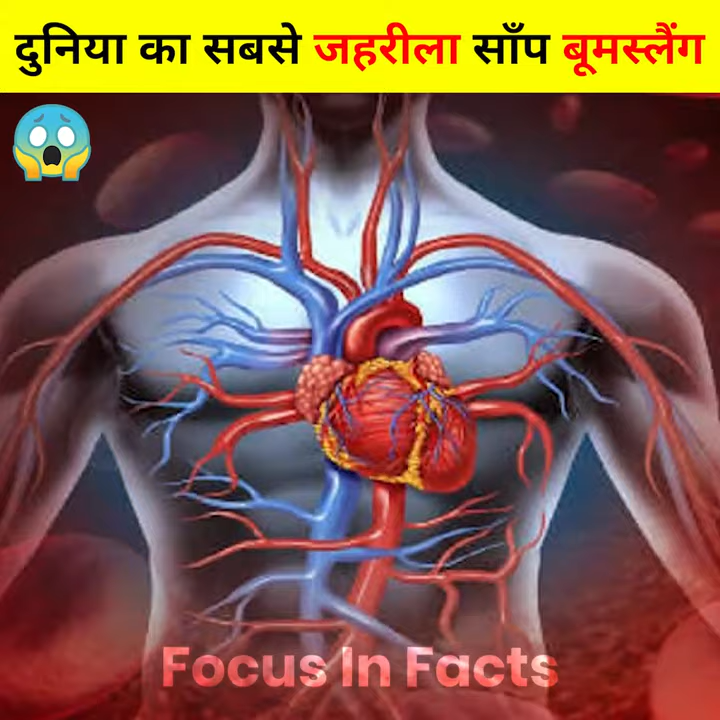 दुनिया का सबसे जहरीला साँप बूमस्लैंग
Focus In Facts